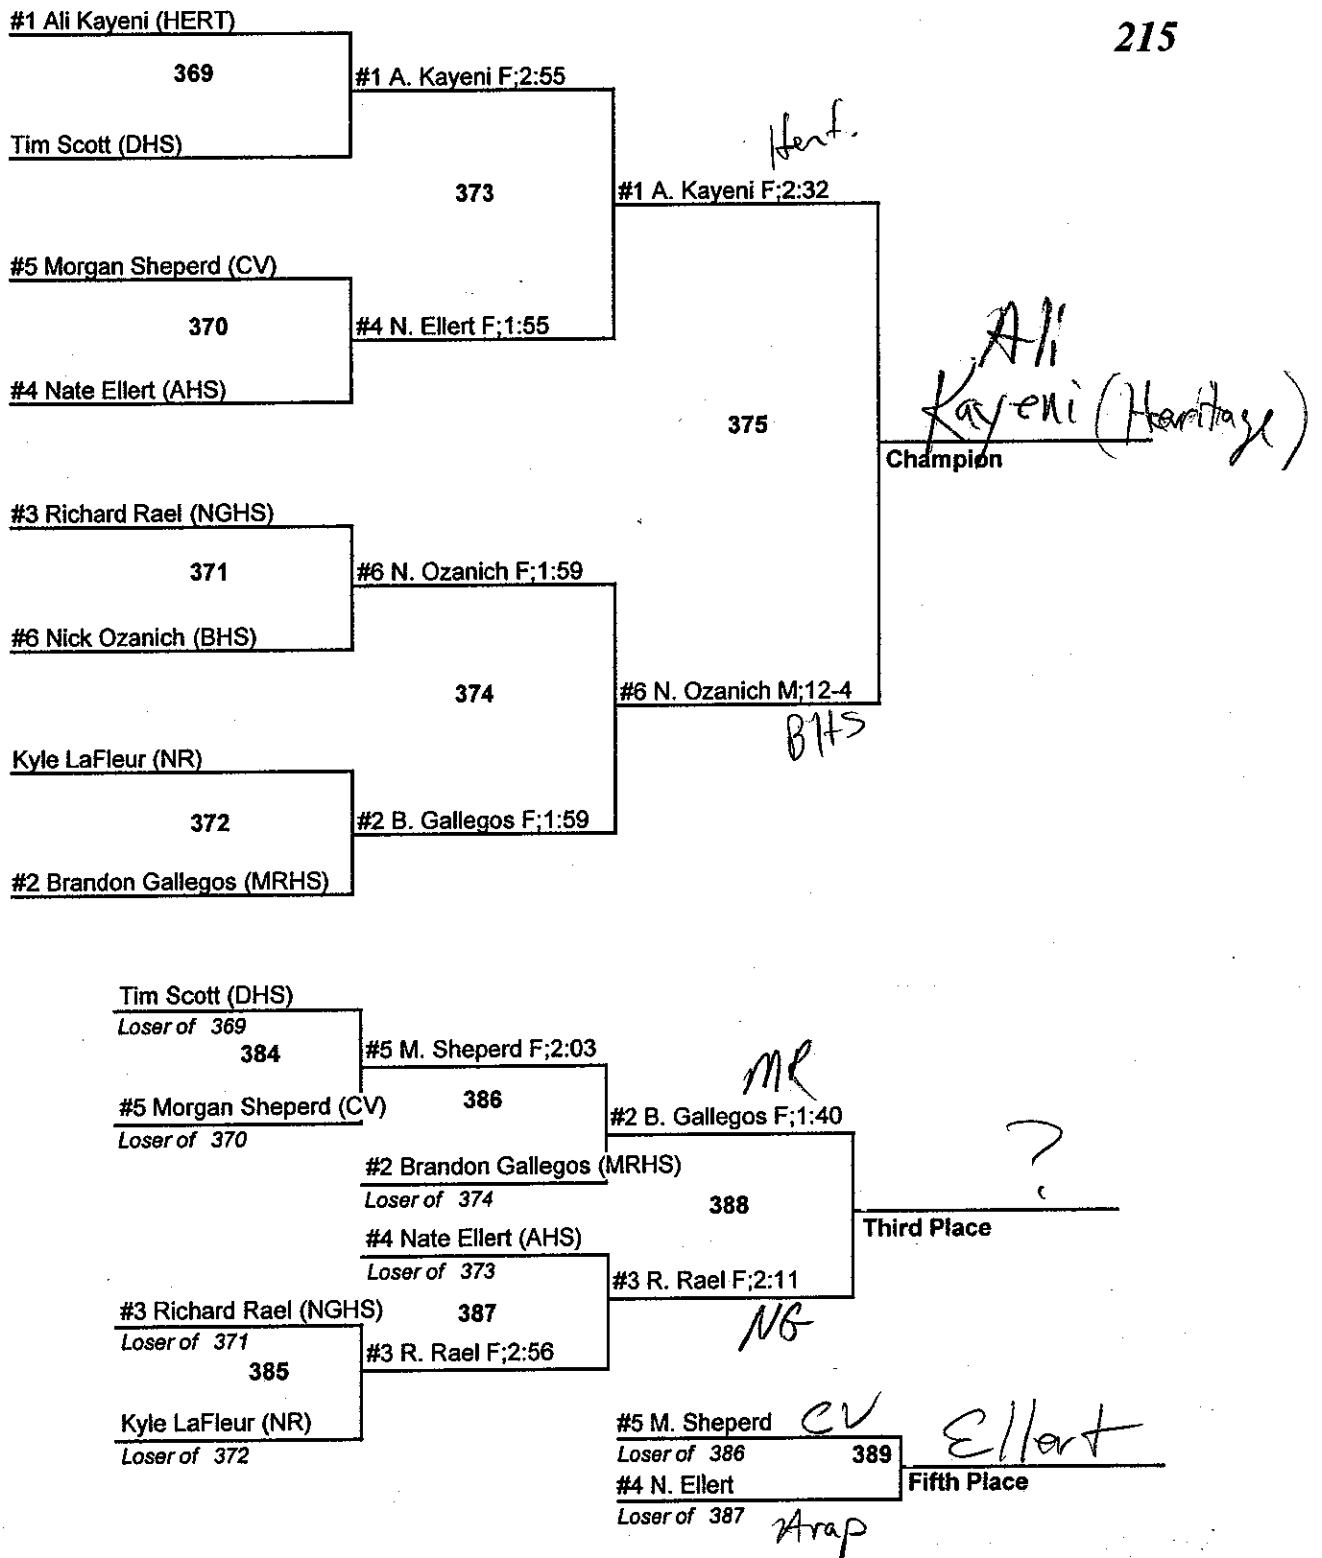 #1 Ali Kayeni (HERT)
215
369
#1 A. Kayeni F;2:55
Tim Scott (DHS)
Herf.
373
#1 A. Kayeni F;2:32
#5 Morgan Sheperd (CV)
370
#4 N. Ellert F;1:55
#4 Nate Ellert (AHS)
Ali
Kayeni (Heritage)
375
Champion
#3 Richard Rael (NGHS)
371
#6 N. Ozanich F;1:59
#6 Nick Ozanich (BHS)
374
#6 N. Ozanich M;12-4
BHS
Kyle LaFleur (NR)
372
#2 B. Gallegos F;1:59
#2 Brandon Gallegos (MRHS)
Tim Scott (DHS)
Loser of 369
384
#5 M. Sheperd F;2:03
MR
#5 Morgan Sheperd (CV)
386
#2 B. Gallegos F;1:40
Loser of 370
?
#2 Brandon Gallegos (MRHS)
Loser of 374
388
Third Place
#4 Nate Ellert (AHS)
Loser of 373
#3 R. Rael F;2:11
#3 Richard Rael (NGHS)
387
NG
Loser of 371
385
#3 R. Rael F;2:56
Kyle LaFleur (NR)
Loser of 372
#5 M. Sheperd CV
Ellert
Loser of 386
389
#4 N. Ellert
Fifth Place
Loser of 387
Arap